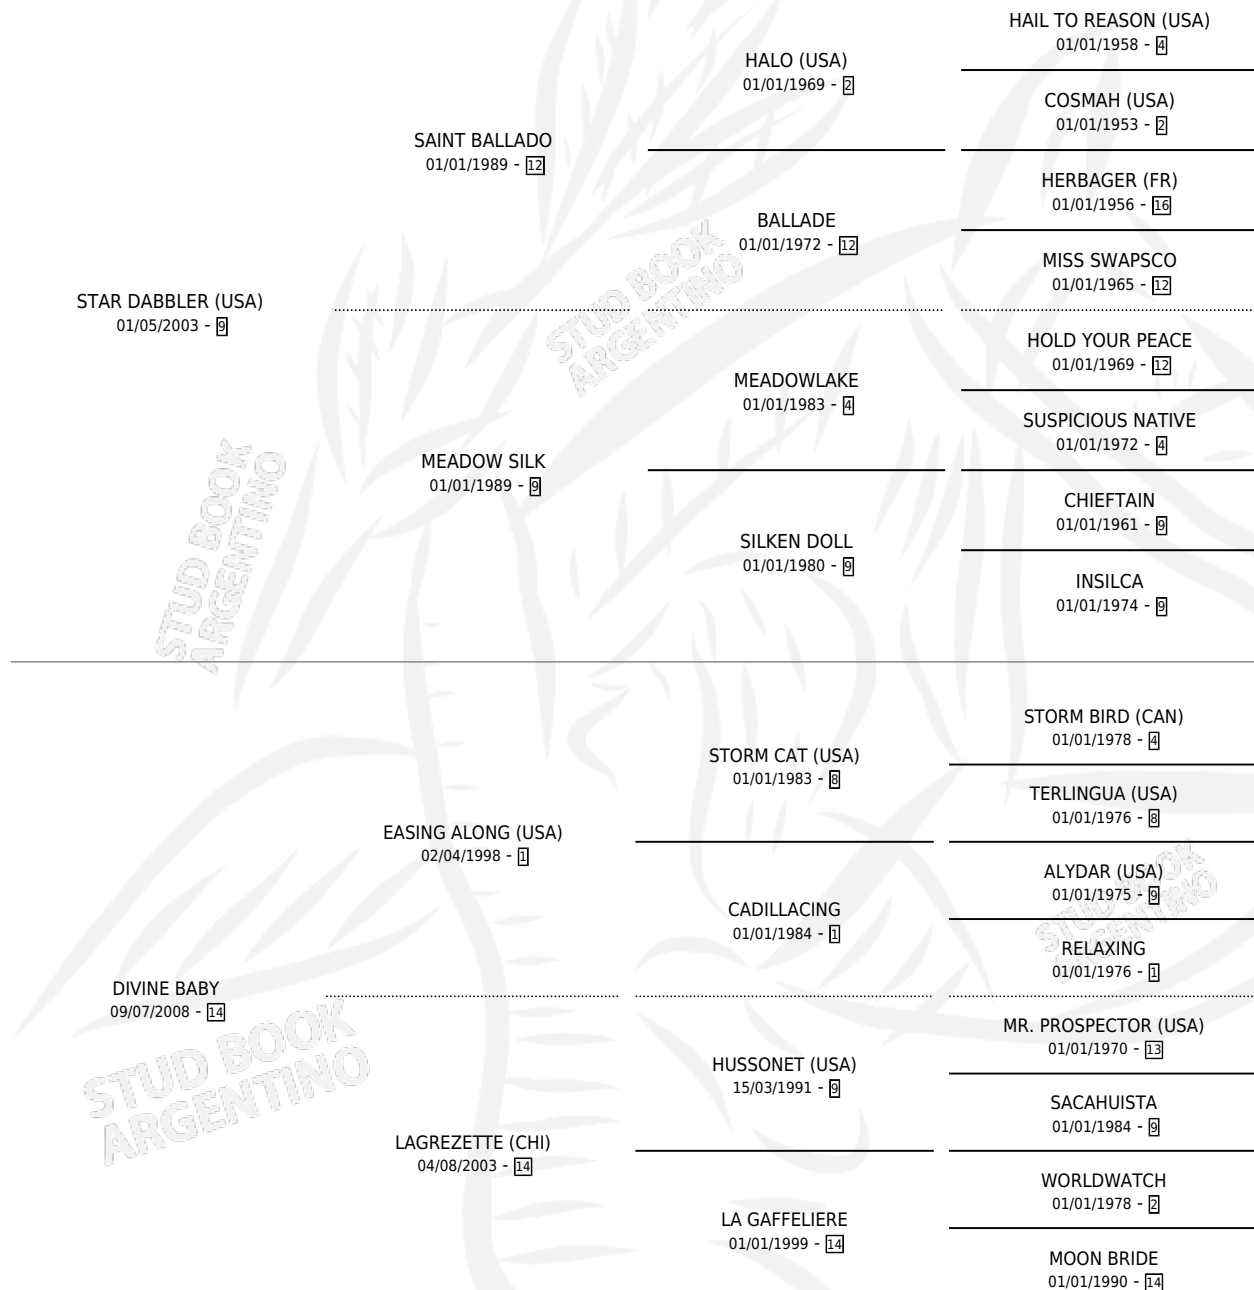 HAIL TO REASON (USA)
01/01/1958 - 4
HALO (USA)
01/01/1969 - 2
COSMAH (USA)
01/01/1953 - 2
SAINT BALLADO
01/01/1989 - 12
HERBAGER (FR)
01/01/1956 - 16
BALLADE
01/01/1972 - 12
MISS SWAPSCO
01/01/1965 - 12
STAR DABBLER (USA)
01/05/2003 - 9
HOLD YOUR PEACE
01/01/1969 - 12
MEADOWLAKE
01/01/1983 - 4
SUSPICIOUS NATIVE
01/01/1972 - 4
MEADOW SILK
01/01/1989 - 9
CHIEFTAIN
01/01/1961 - 9
SILKEN DOLL
01/01/1980 - 9
INSILCA
01/01/1974 - 9
STORM BIRD (CAN)
01/01/1978 - 4
STORM CAT (USA)
01/01/1983 - 8
TERLINGUA (USA)
01/01/1976 - 8
EASING ALONG (USA)
02/04/1998 - 1
ALYDAR (USA)
01/01/1975 - 9
CADILLACING
01/01/1984 - 1
RELAXING
01/01/1976 - 1
DIVINE BABY
09/07/2008 - 14
MR. PROSPECTOR (USA)
01/01/1970 - 13
HUSSONET (USA)
15/03/1991 - 9
SACAHUISTA
01/01/1984 - 9
LAGREZETTE (CHI)
04/08/2003 - 14
WORLDWATCH
01/01/1978 - 2
LA GAFFELIERE
01/01/1999 - 14
MOON BRIDE
01/01/1990 - 14
STUD BOOK
ARGENTINO
STUD BOOK
ARGENTINO
STUD BOOK
ARGENTINO
STUD BOOK
ARGENTINO